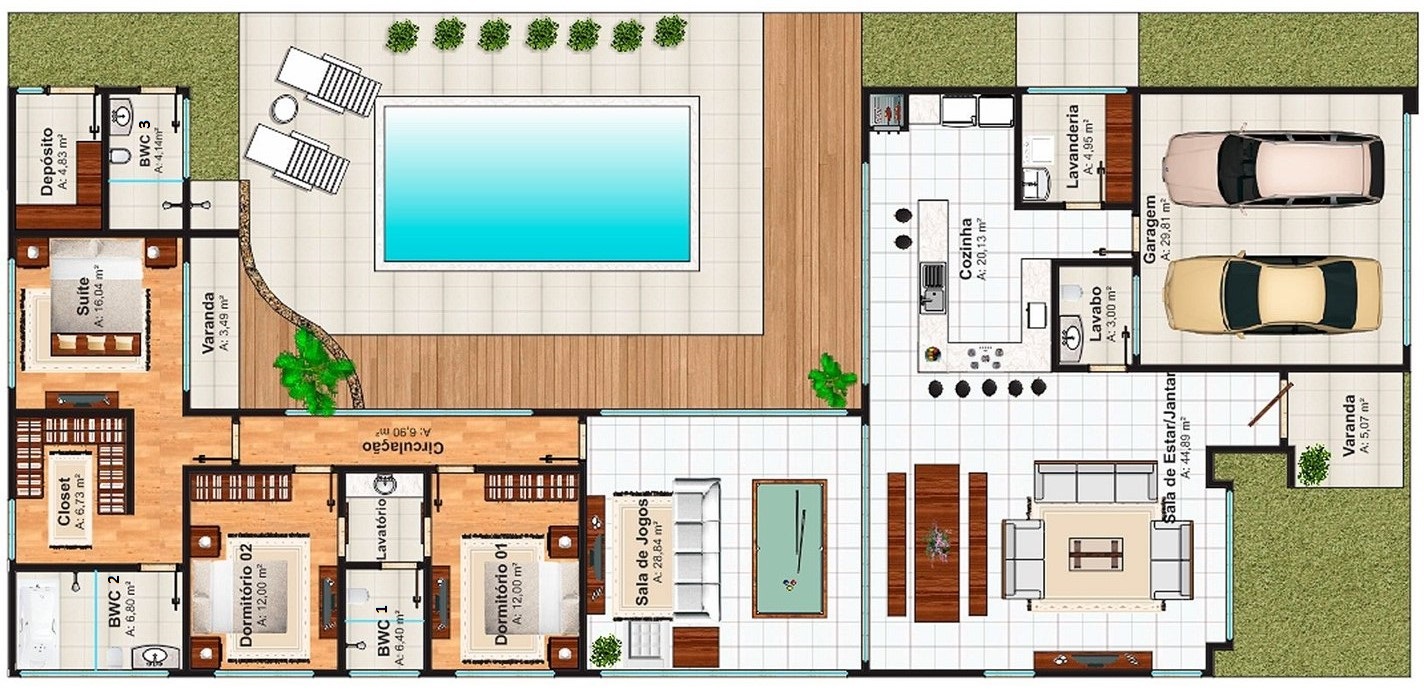 Depósito
A: 4,83 m²
BWC 3
A: 4,14m²
Lavanderia
A: 4,95 m²
Garagem
A: 29,81 m²
Cozinha
A: 20,13 m²
Suíte
A: 16,04 m²
Varanda
A: 3,49 m²
Lavabo
A: 3,00 m²
Circulação
A: 6,90 m²
Sala de Estar/Jantar
A: 44,89 m²
Varanda
A: 5,07 m²
Closet
A: 6,73 m²
Lavatório
Sala de Jogos
A: 28,84 m²
BWC 2
A: 6,80 m²
Dormitório 02
A: 12,00 m²
BWC 1
A: 6,40 m²
Dormitório 01
A: 12,00 m²